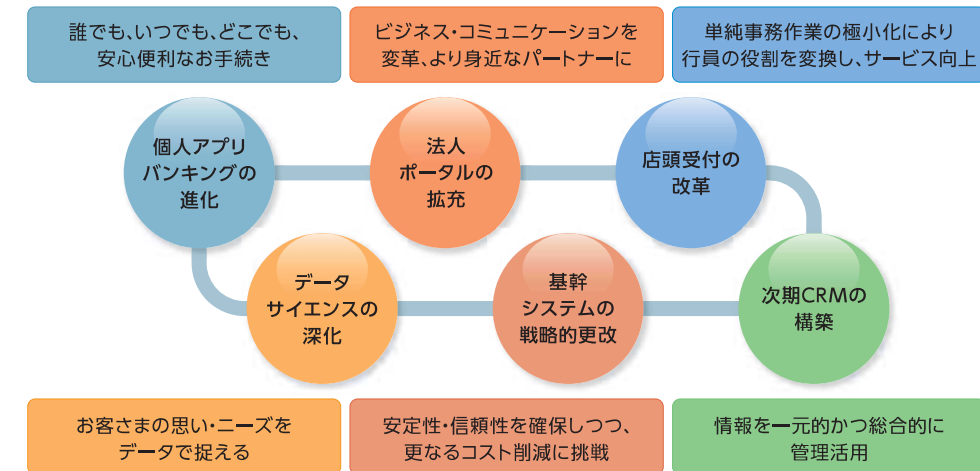 誰でも、いつでも、どこでも、
安心便利なお手続き
ビジネス・コミュニケーションを
変革、より身近なパートナーに
単純事務作業の極小化により
行員の役割を変換し、サービス向上
個人アプリ
バンキングの
進化
法人
ポータルの
拡充
店頭受付の
改革
データ
サイエンスの
深化
基幹
システムの
戦略的更改
次期CRMの
構築
お客さまの思い・ニーズを
データで捉える
安定性・信頼性を確保しつつ、
更なるコスト削減に挑戦
情報を一元的かつ総合的に
管理活用